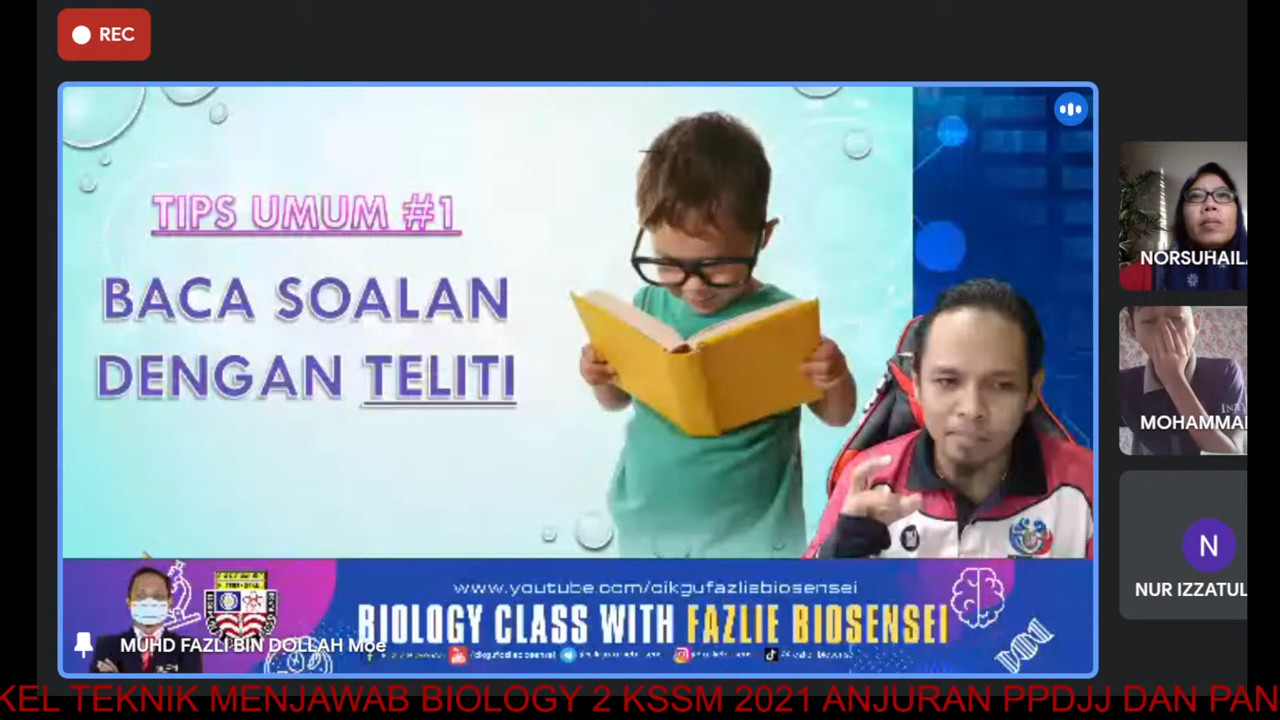 REC
TIPS UMUM #1
BACA SOALAN
DENGAN TELITI
NORSUHAIL
MOHAMMA
N
NUR IZZATUL
www.youtube.com/cikgufazliebiosensei
BIOLOGY CLASS WITH FAZLIE BIOSENSEI
MUHD FAZLI BIN DOLLAH Moe
KEL TEKNIK MENJAWAB BIOLOGY 2 KSSM 2021 ANJURAN PPDJJ DAN PAN